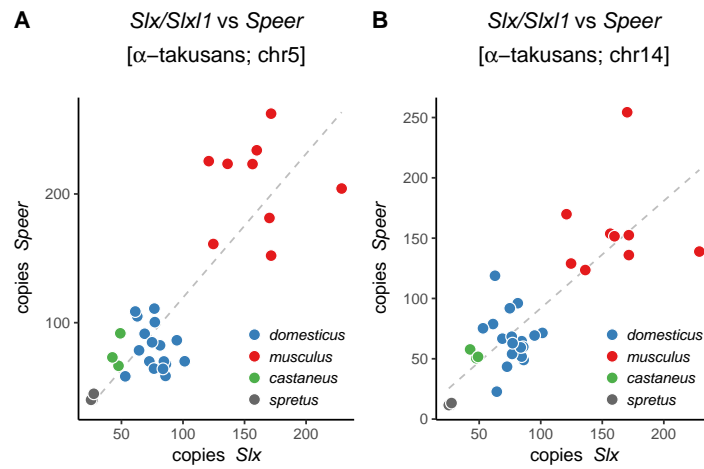 A
Slx/Slxl1 vs Speer
[α−takusans; chr5]
copies Speer
200
100
50
100
150
200
copies Slx
domesticus
musculus
castaneus
spretus
B
Slx/Slxl1 vs Speer
[α−takusans; chr14]
copies Speer
250
200
150
100
50
0
50
100
150
200
copies Slx
domesticus
musculus
castaneus
spretus